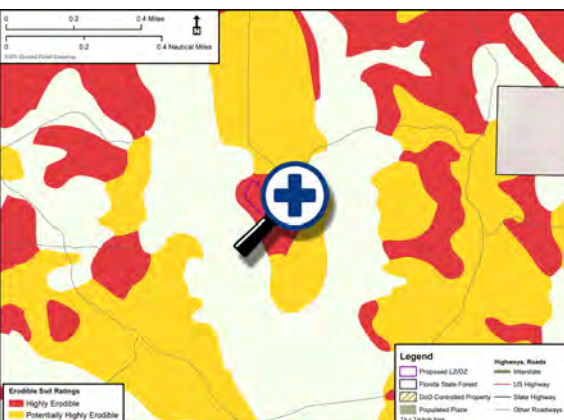 0 0.2 0.4 Miles
0 0.2 0.4 Nautical Miles
N
Erodible Soil Ratings
Highly Erodible
Potentially Highly Erodible
Legend
Proposed LZ/DZ
Florida State Forest
DoD Controlled Property
Populated Place
Highways, Roads
Interstate
US Highway
State Highway
Other Roadways